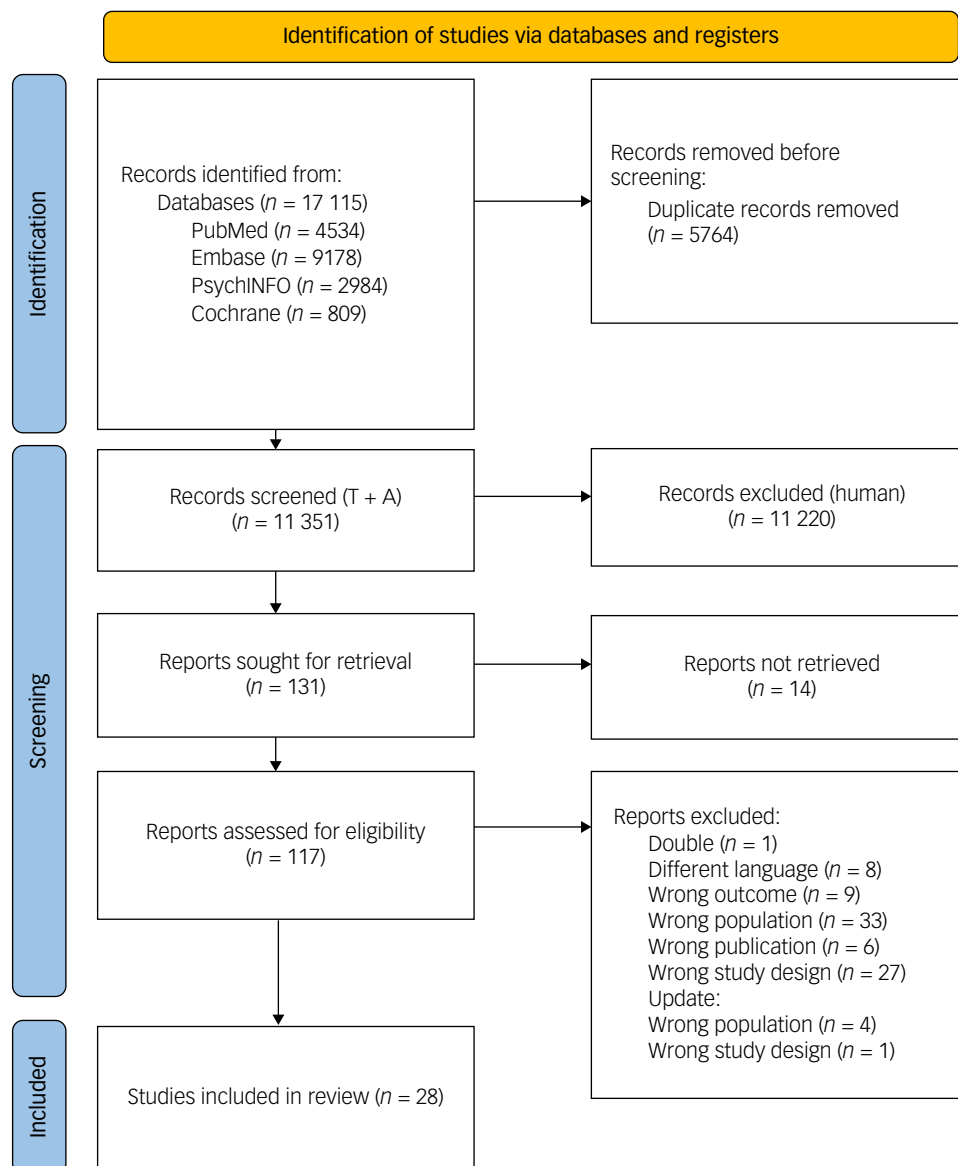 Identification of studies via databases and registers
Identification
Records identified from:
Databases (n = 17 115)
PubMed (n = 4534)
Embase (n = 9178)
PsychINFO (n = 2984)
Cochrane (n = 809)
Records removed before
screening:
Duplicate records removed
(n = 5764)
Screening
Records screened (T + A)
(n = 11 351)
Records excluded (human)
(n = 11 220)
Reports sought for retrieval
(n = 131)
Reports not retrieved
(n = 14)
Reports assessed for eligibility
(n = 117)
Reports excluded:
Double (n = 1)
Different language (n = 8)
Wrong outcome (n = 9)
Wrong population (n = 33)
Wrong publication (n = 6)
Wrong study design (n = 27)
Update:
Wrong population (n = 4)
Wrong study design (n = 1)
Included
Studies included in review (n = 28)